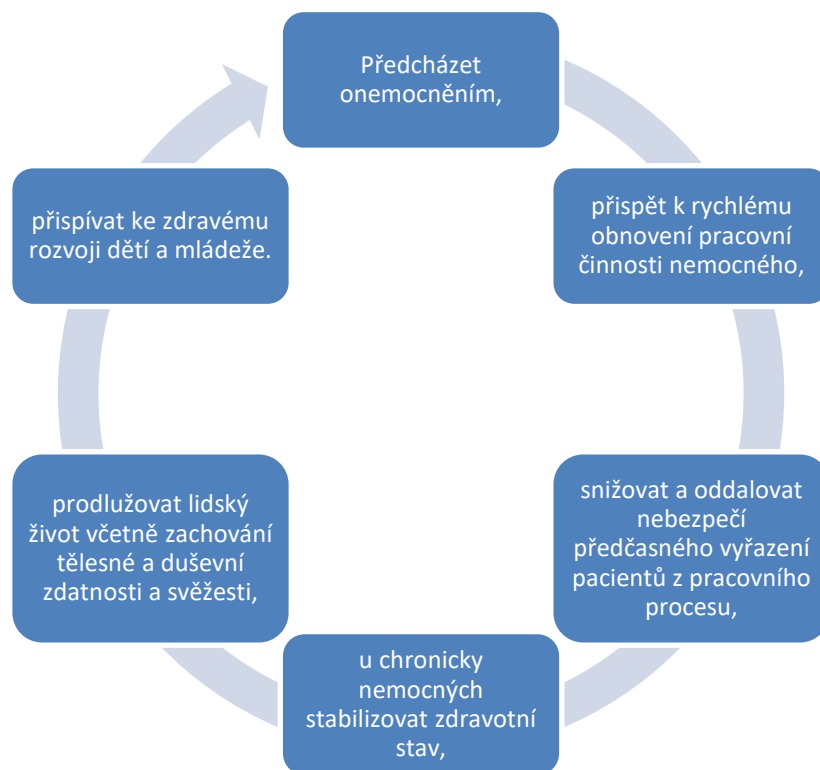 Předcházet
onemocněním,
přispět k rychlému
obnovení pracovní
činnosti nemocného,
snižovat a oddalovat
nebezpečí
předčasného vyřazení
pacientů z pracovního
procesu,
u chronicky
nemocných
stabilizovat zdravotní
stav,
prodlužovat lidský
život včetně zachování
tělesné a duševní
zdatnosti a svěžesti,
přispívat ke zdravému
rozvoji dětí a mládeže.